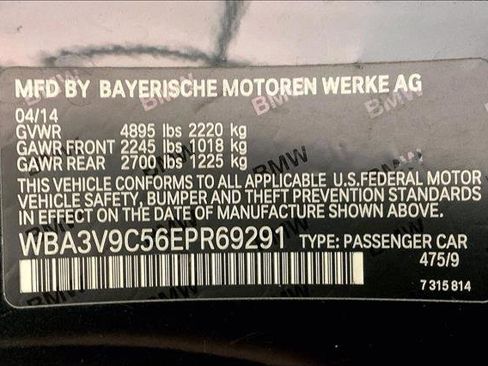 MFD BY BAYERISCHE MOTOREN WERKE AG
04/14
GVWR 4895 lbs 2220 kg
GAWR FRONT 2245 lbs 1018 kg
GAWR REAR 2700 lbs 1225 kg
THIS VEHICLE CONFORMS TO ALL APPLICABLE U.S.FEDERAL MOTOR
VEHICLE SAFETY, BUMPER AND THEFT PREVENTION STANDARDS
IN EFFECT ON THE DATE OF MANUFACTURE SHOWN ABOVE.
WBA3V9C56EPR69291 TYPE: PASSENGER CAR
475/9
7 315 814